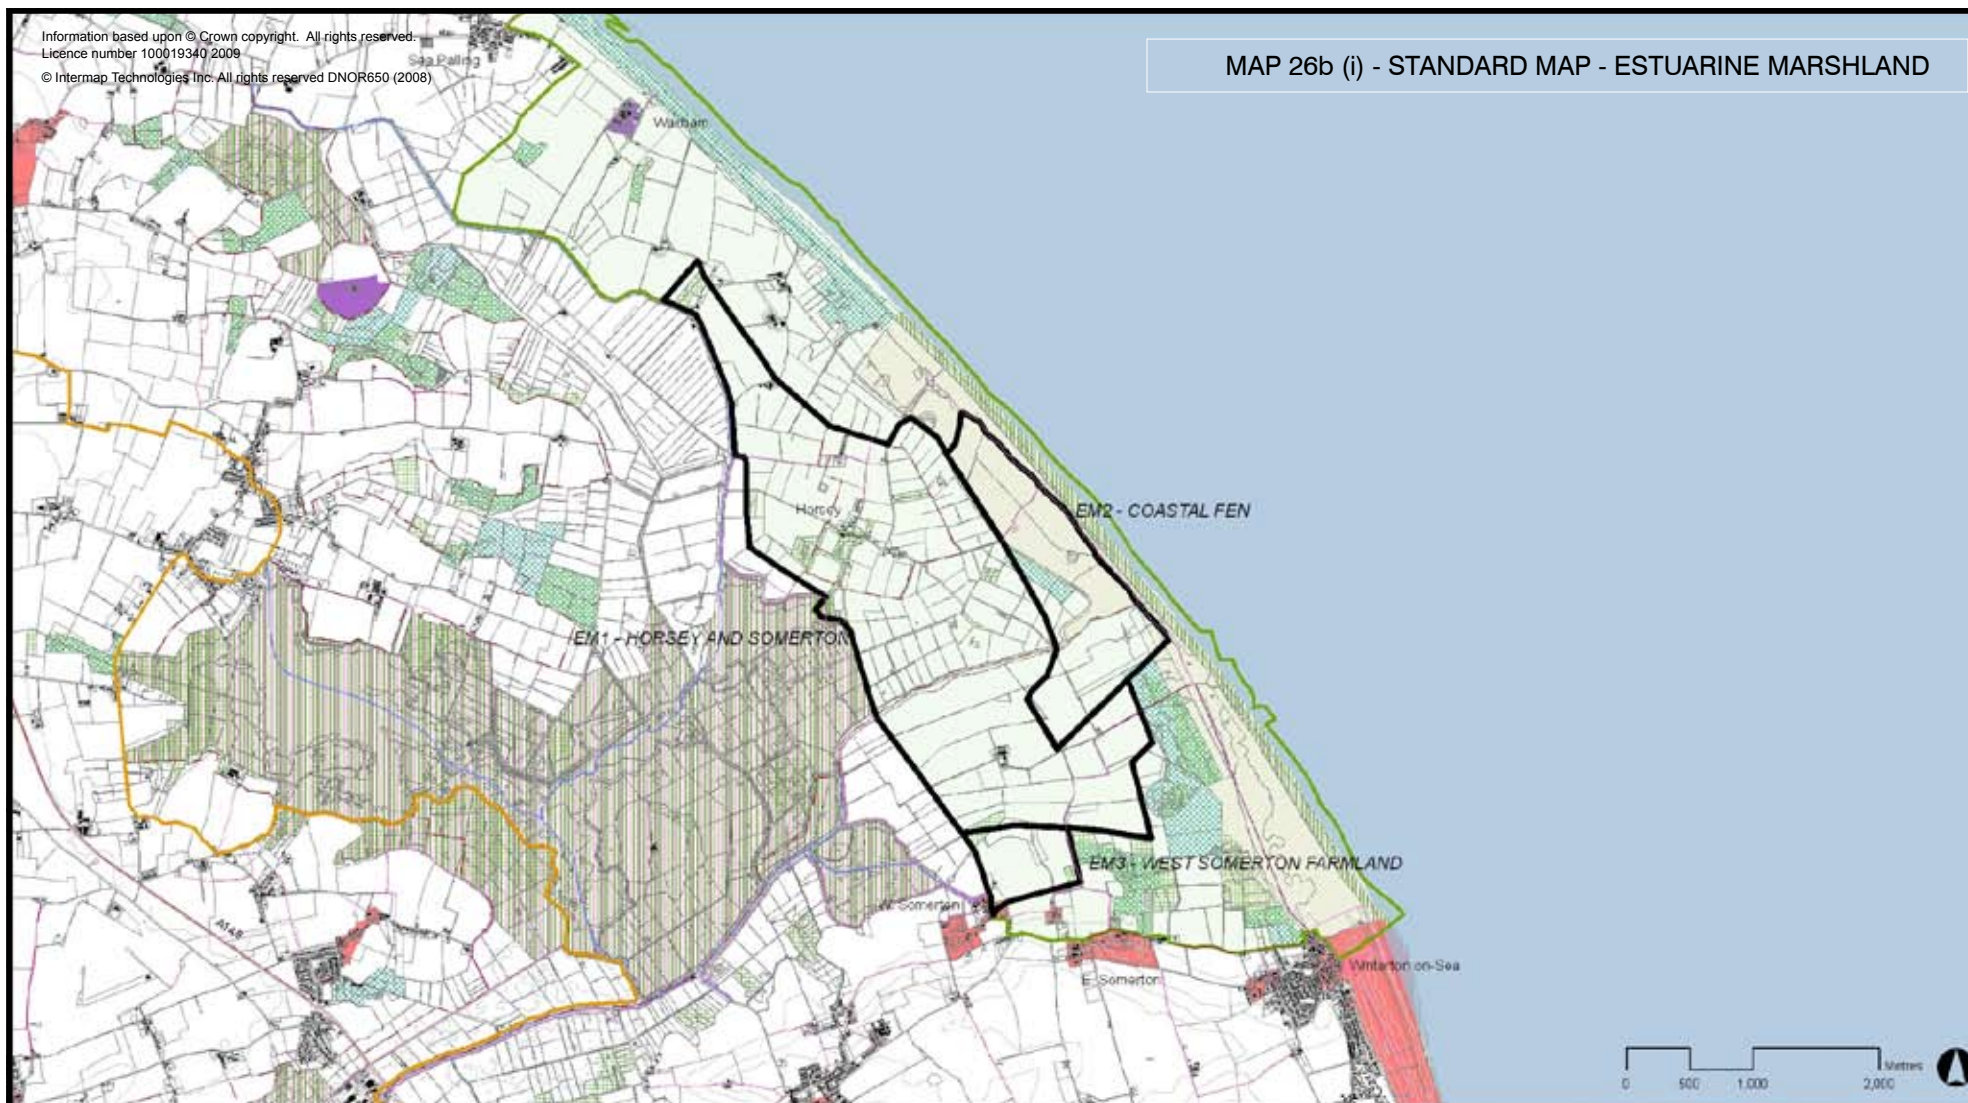 Information based upon © Crown copyright. All rights reserved.
Licence number 100019340 2009
© Intermap Technologies Inc. All rights reserved DNOR650 (2008)
MAP 26b (i) - STANDARD MAP - ESTUARINE MARSHLAND
Sea Palling
Waxham
Horsey
EM2 - COASTAL FEN
EM1 - HORSEY AND SOMERTON
EM3 - WEST SOMERTON FARMLAND
W. Somerton
A149
E. Somerton
Winterton on-Sea
0 500 1,000 2,000 Metres